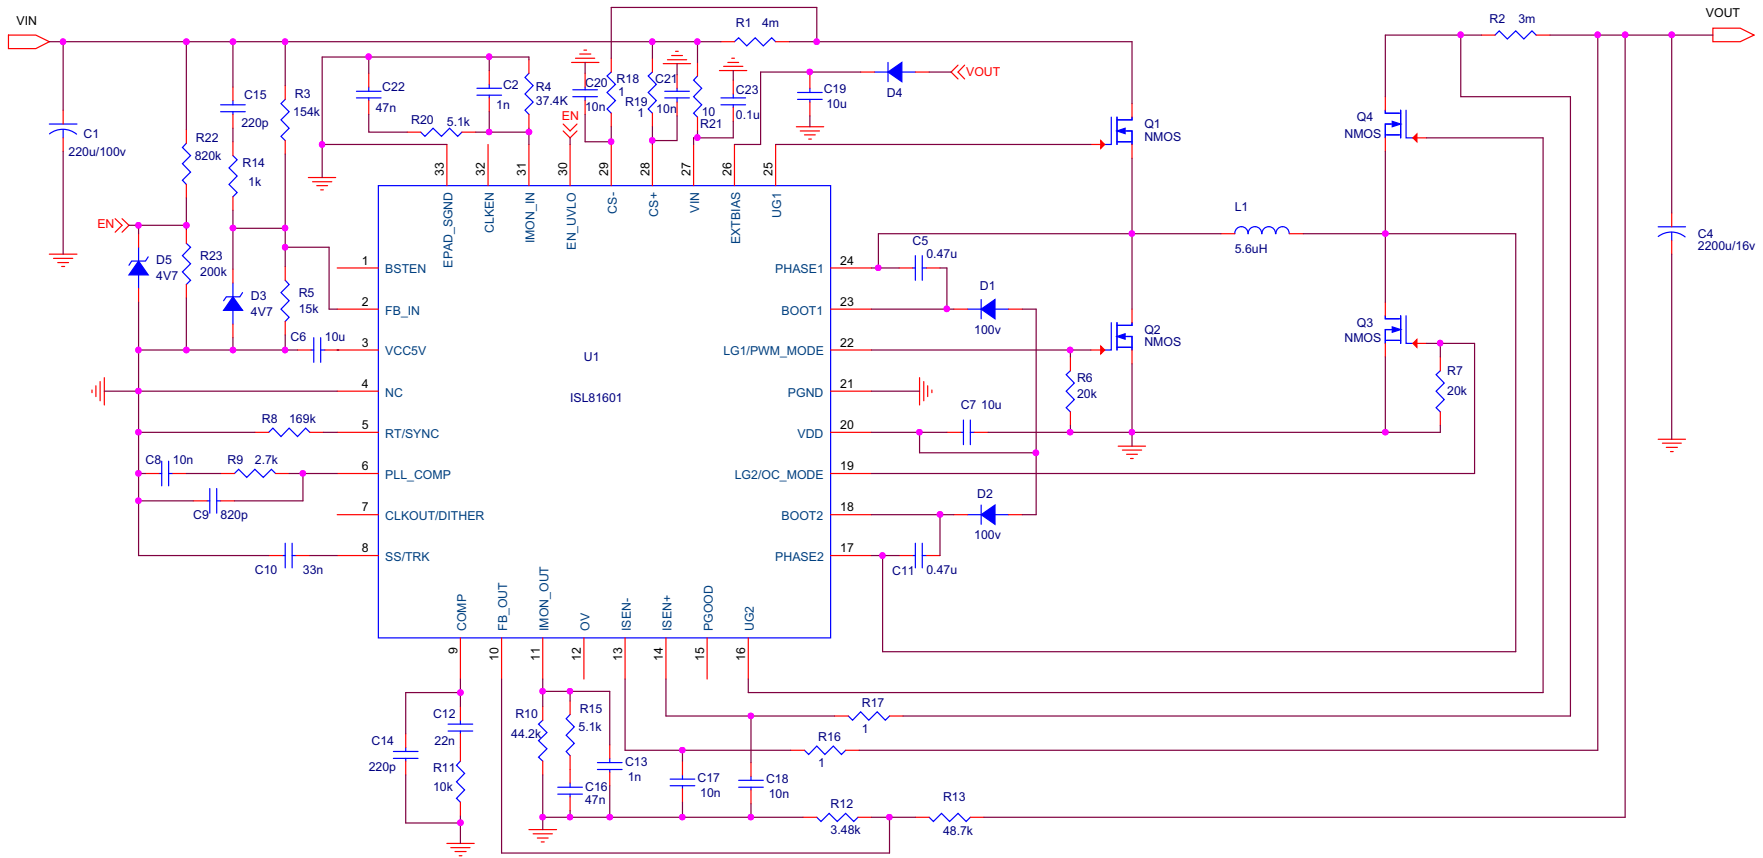 VIN
R1 4m
R2 3m
VOUT
C1
220u/100v
R22
820k
C15
220p
R3
154k
R14
1k
C22
47n
C2
1n
R4
37.4K
R20 5.1k
C20
10n
EN
R18
1
C21
10n
R19
1
10
R21
C23
0.1u
C19
10u
D4
VOUT
Q1
NMOS
Q4
NMOS
EN
D5
4V7
R23
200k
D3
4V7
R5
15k
C6 10u
33
32
31
30
29
28
27
26
25
EPAD_SGND
CLKEN
IMON_IN
EN_UVLO
CS-
CS+
VIN
EXTBIAS
UG1
1
BSTEN
2
FB_IN
3
VCC5V
4
NC
5
RT/SYNC
6
PLL_COMP
7
CLKOUT/DITHER
8
SS/TRK
U1
ISL81601
24
PHASE1
23
BOOT1
22
LG1/PWM_MODE
21
PGND
20
VDD
19
LG2/OC_MODE
18
BOOT2
17
PHASE2
C5
0.47u
D1
100v
L1
5.6uH
C4
2200u/16v
Q2
NMOS
Q3
NMOS
R6
20k
R7
20k
C7 10u
D2
100v
C11 0.47u
R8 169k
C8 10n
R9 2.7k
C9 820p
C10 33n
COMP
FB_OUT
IMON_OUT
OV
ISEN-
ISEN+
PGOOD
UG2
9
10
11
12
13
14
15
16
C12
22n
C14
220p
R11
10k
R10
44.2k
R15
5.1k
C13
1n
C16
47n
C17
10n
C18
10n
R17
1
R16
1
R12
3.48k
R13
48.7k